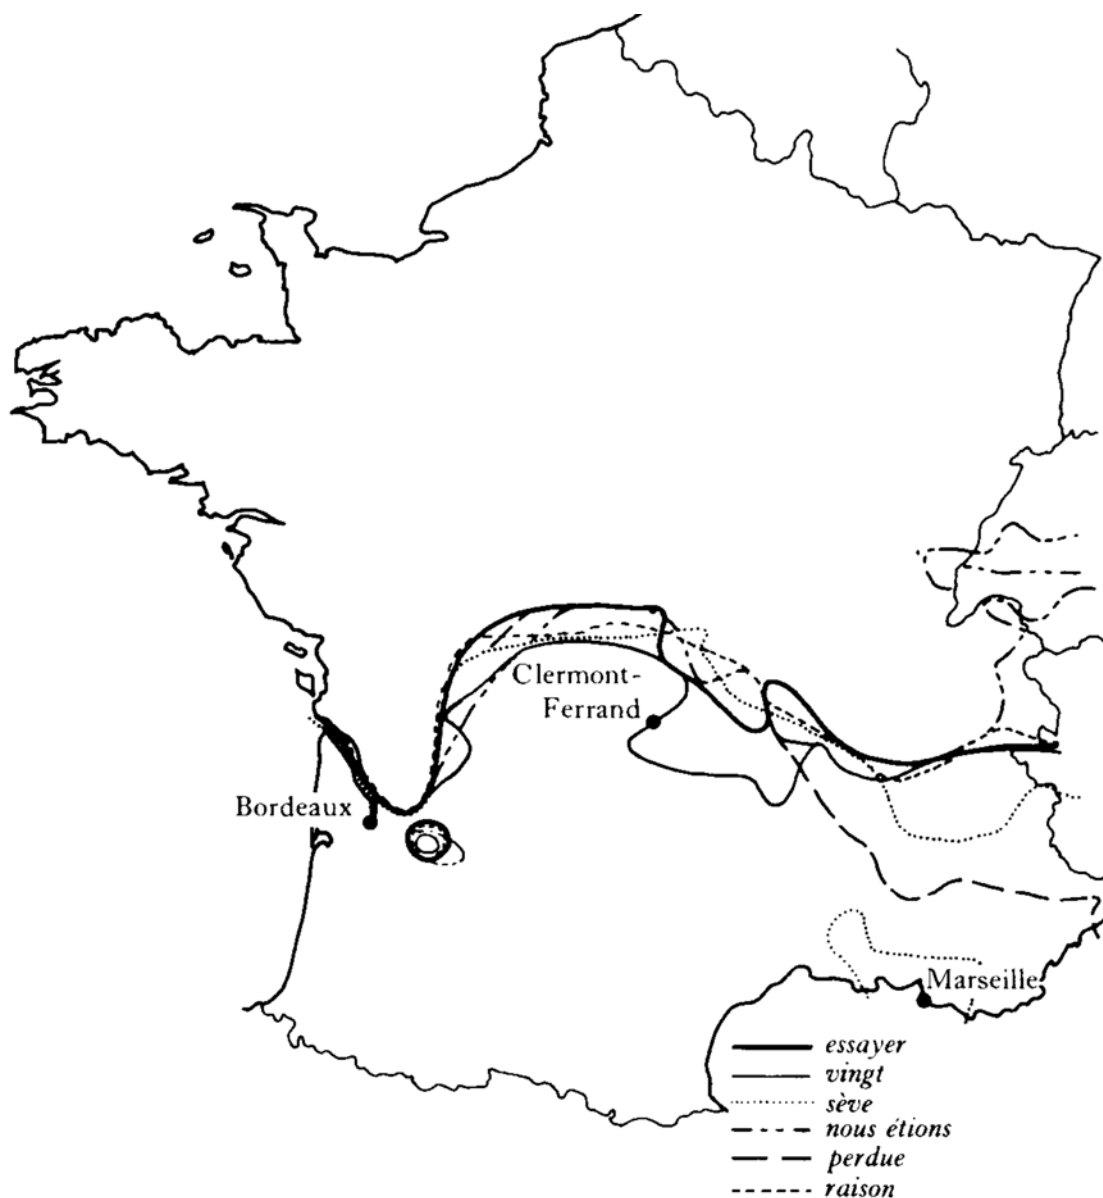 Clermont-
Ferrand
Bordeaux
Marseille
essayer
vingt
sève
nous étions
perdue
raison